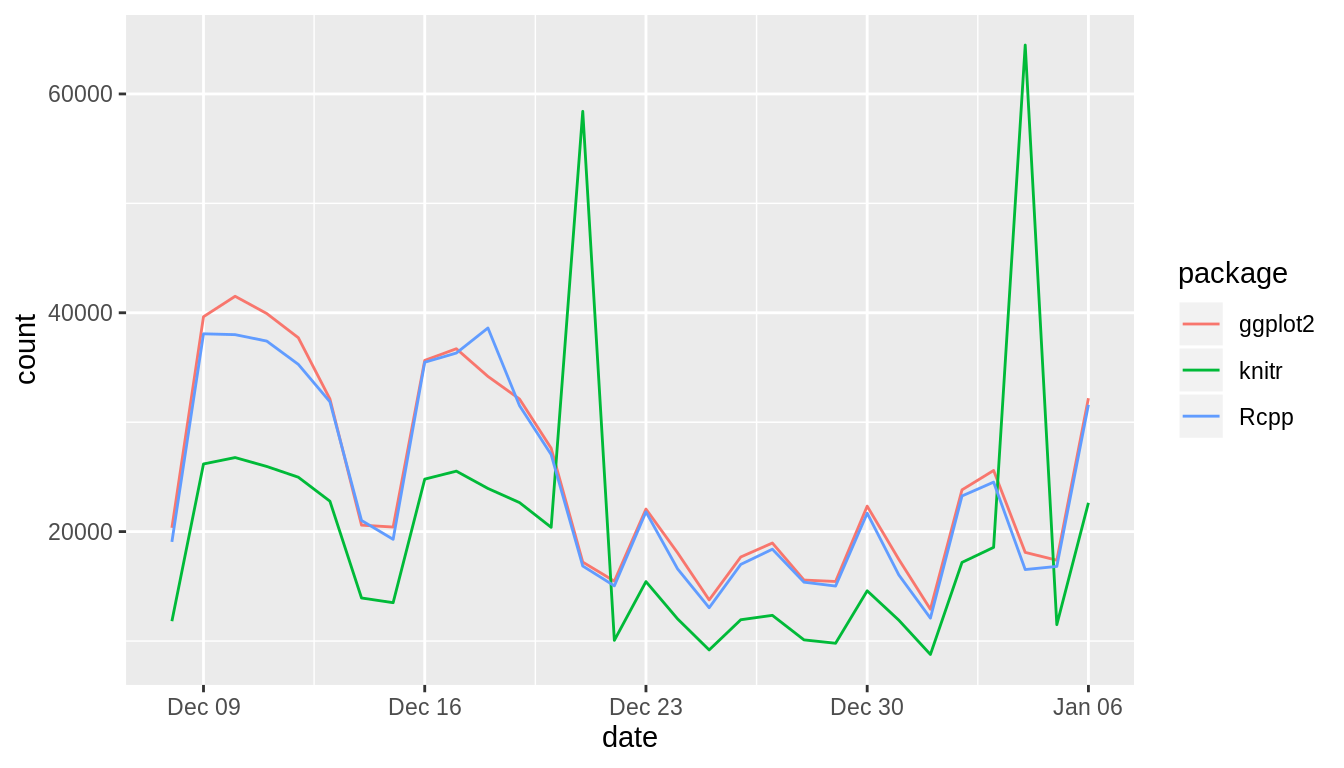 60000
40000
20000
count
Dec 09
Dec 16
Dec 23
Dec 30
Jan 06
date
package
ggplot2
knitr
Rcpp